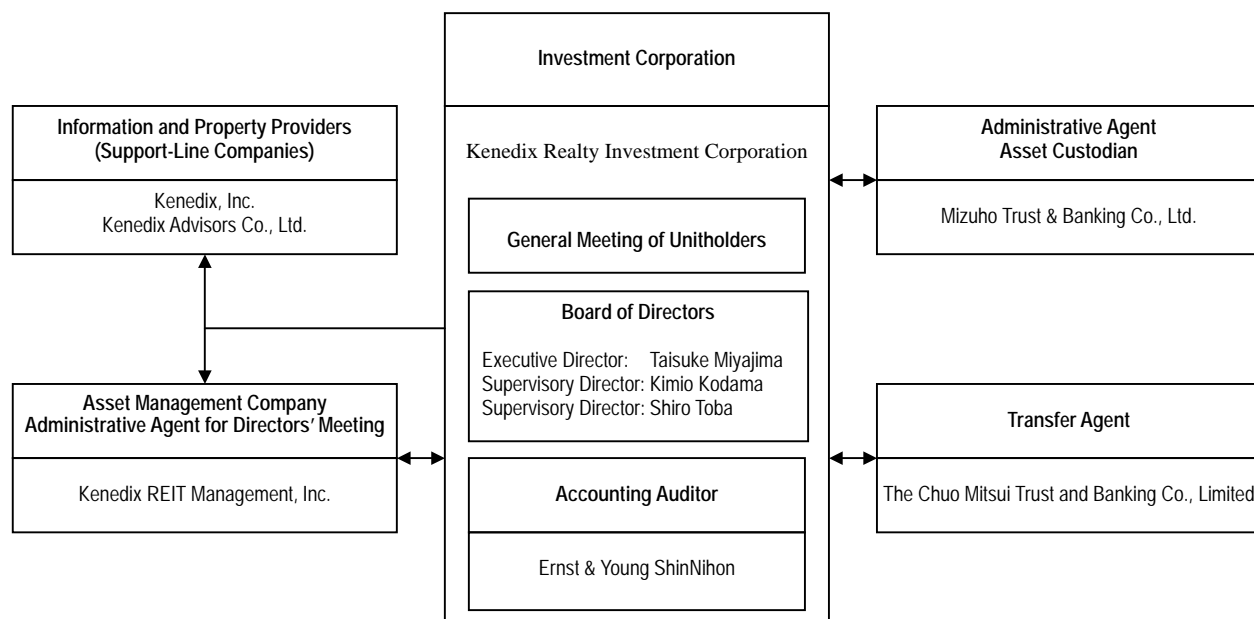 Investment Corporation
Kenedix Realty Investment Corporation
General Meeting of Unitholders
Board of Directors
Executive Director: Taisuke Miyajima
Supervisory Director: Kimio Kodama
Supervisory Director: Shiro Toba
Accounting Auditor
Ernst & Young ShinNihon
Information and Property Providers
(Support-Line Companies)
Kenedix, Inc.
Kenedix Advisors Co., Ltd.
Asset Management Company
Administrative Agent for Directors' Meeting
Kenedix REIT Management, Inc.
Administrative Agent
Asset Custodian
Mizuho Trust & Banking Co., Ltd.
Transfer Agent
The Chuo Mitsui Trust and Banking Co., Limited